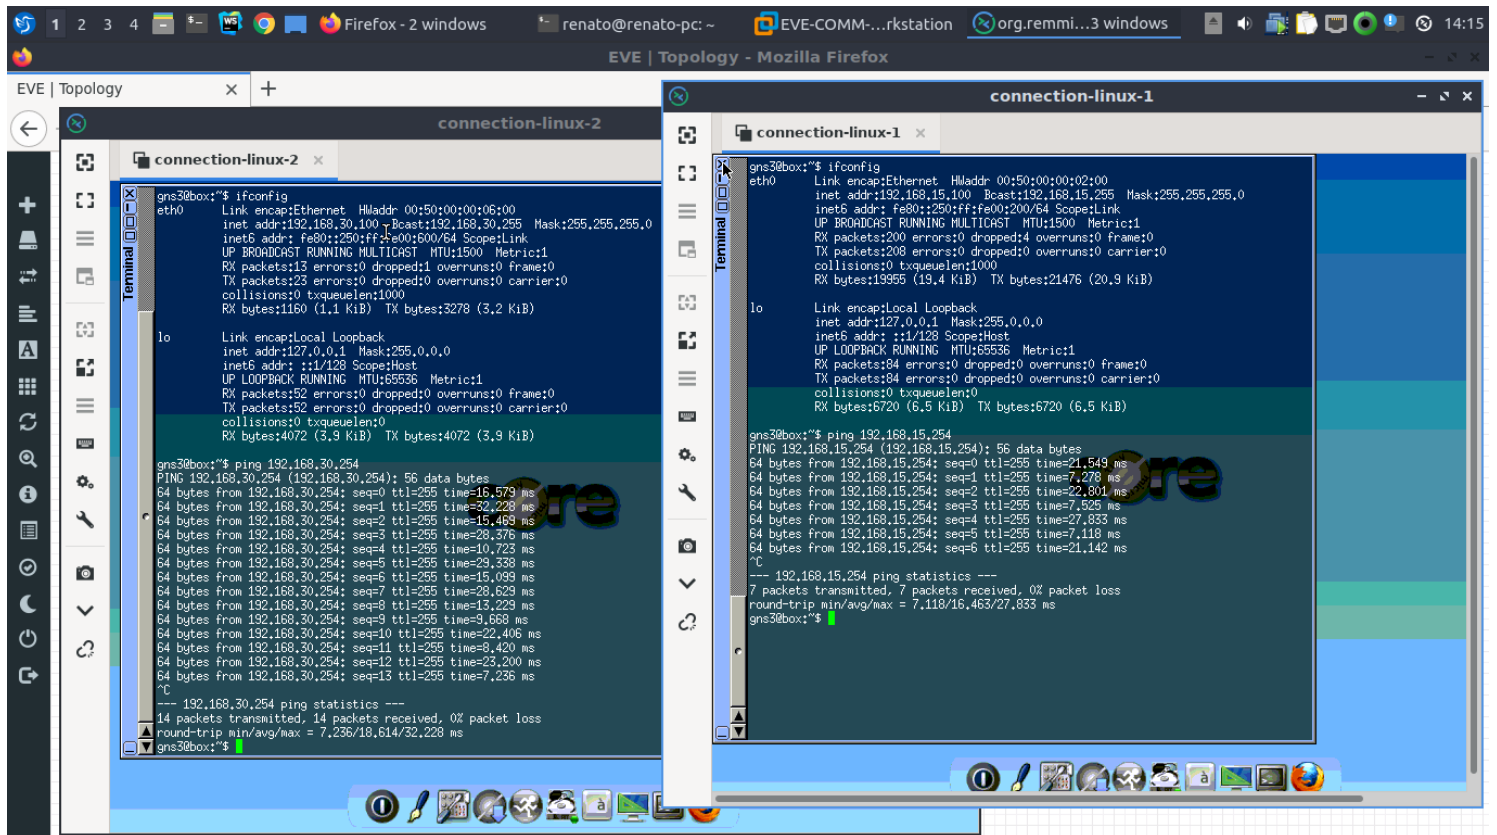 1 2 3 4 Firefox - 2 windows renato@renato-pc: ~ EVE-COMM-...rkstation org.remmi...3 windows 14:15
EVE | Topology - Mozilla Firefox
EVE | Topology
connection-linux-2
connection-linux-2
Terminal
gns3@box:~$ ifconfig
eth0 Link encap:Ethernet HWaddr 00:50:00:00:06:00
inet addr:192.168.30.100 Bcast:192.168.30.255 Mask:255.255.255.0
inet6 addr: fe80::250:ff:fe00:600/64 Scope:Link
UP BROADCAST RUNNING MULTICAST MTU:1500 Metric:1
RX packets:13 errors:0 dropped:1 overruns:0 frame:0
TX packets:23 errors:0 dropped:0 overruns:0 carrier:0
collisions:0 txqueuelen:1000
RX bytes:1160 (1.1 KiB) TX bytes:3278 (3.2 KiB)
lo Link encap:Local Loopback
inet addr:127.0.0.1 Mask:255.0.0.0
inet6 addr: ::1/128 Scope:Host
UP LOOPBACK RUNNING MTU:65536 Metric:1
RX packets:52 errors:0 dropped:0 overruns:0 frame:0
TX packets:52 errors:0 dropped:0 overruns:0 carrier:0
collisions:0 txqueuelen:0
RX bytes:4072 (3.9 KiB) TX bytes:4072 (3.9 KiB)
gns3@box:~$ ping 192.168.30.254
PING 192.168.30.254 (192.168.30.254): 56 data bytes
64 bytes from 192.168.30.254: seq=0 ttl=255 time=16.579 ms
64 bytes from 192.168.30.254: seq=1 ttl=255 time=32.228 ms
64 bytes from 192.168.30.254: seq=2 ttl=255 time=15.469 ms
64 bytes from 192.168.30.254: seq=3 ttl=255 time=28.376 ms
64 bytes from 192.168.30.254: seq=4 ttl=255 time=10.723 ms
64 bytes from 192.168.30.254: seq=5 ttl=255 time=29.338 ms
64 bytes from 192.168.30.254: seq=6 ttl=255 time=15.099 ms
64 bytes from 192.168.30.254: seq=7 ttl=255 time=28.629 ms
64 bytes from 192.168.30.254: seq=8 ttl=255 time=13.229 ms
64 bytes from 192.168.30.254: seq=9 ttl=255 time=9.668 ms
64 bytes from 192.168.30.254: seq=10 ttl=255 time=22.406 ms
64 bytes from 192.168.30.254: seq=11 ttl=255 time=8.420 ms
64 bytes from 192.168.30.254: seq=12 ttl=255 time=23.200 ms
64 bytes from 192.168.30.254: seq=13 ttl=255 time=7.236 ms
^C
--- 192.168.30.254 ping statistics ---
14 packets transmitted, 14 packets received, 0% packet loss
round-trip min/avg/max = 7.236/18.614/32.228 ms
gns3@box:~$
connection-linux-1
connection-linux-1
Terminal
gns3@box:~$ ifconfig
eth0 Link encap:Ethernet HWaddr 00:50:00:00:02:00
inet addr:192.168.15.100 Bcast:192.168.15.255 Mask:255.255.255.0
inet6 addr: fe80::250:ff:fe00:200/64 Scope:Link
UP BROADCAST RUNNING MULTICAST MTU:1500 Metric:1
RX packets:200 errors:0 dropped:4 overruns:0 frame:0
TX packets:208 errors:0 dropped:0 overruns:0 carrier:0
collisions:0 txqueuelen:1000
RX bytes:19955 (19.4 KiB) TX bytes:21476 (20.9 KiB)
lo Link encap:Local Loopback
inet addr:127.0.0.1 Mask:255.0.0.0
inet6 addr: ::1/128 Scope:Host
UP LOOPBACK RUNNING MTU:65536 Metric:1
RX packets:84 errors:0 dropped:0 overruns:0 frame:0
TX packets:84 errors:0 dropped:0 overruns:0 carrier:0
collisions:0 txqueuelen:0
RX bytes:6720 (6.5 KiB) TX bytes:6720 (6.5 KiB)
gns3@box:~$ ping 192.168.15.254
PING 192.168.15.254 (192.168.15.254): 56 data bytes
64 bytes from 192.168.15.254: seq=0 ttl=255 time=21.549 ms
64 bytes from 192.168.15.254: seq=1 ttl=255 time=7.278 ms
64 bytes from 192.168.15.254: seq=2 ttl=255 time=22.801 ms
64 bytes from 192.168.15.254: seq=3 ttl=255 time=7.525 ms
64 bytes from 192.168.15.254: seq=4 ttl=255 time=27.833 ms
64 bytes from 192.168.15.254: seq=5 ttl=255 time=7.118 ms
64 bytes from 192.168.15.254: seq=6 ttl=255 time=21.142 ms
^C
--- 192.168.15.254 ping statistics ---
7 packets transmitted, 7 packets received, 0% packet loss
round-trip min/avg/max = 7.118/16.463/27.833 ms
gns3@box:~$